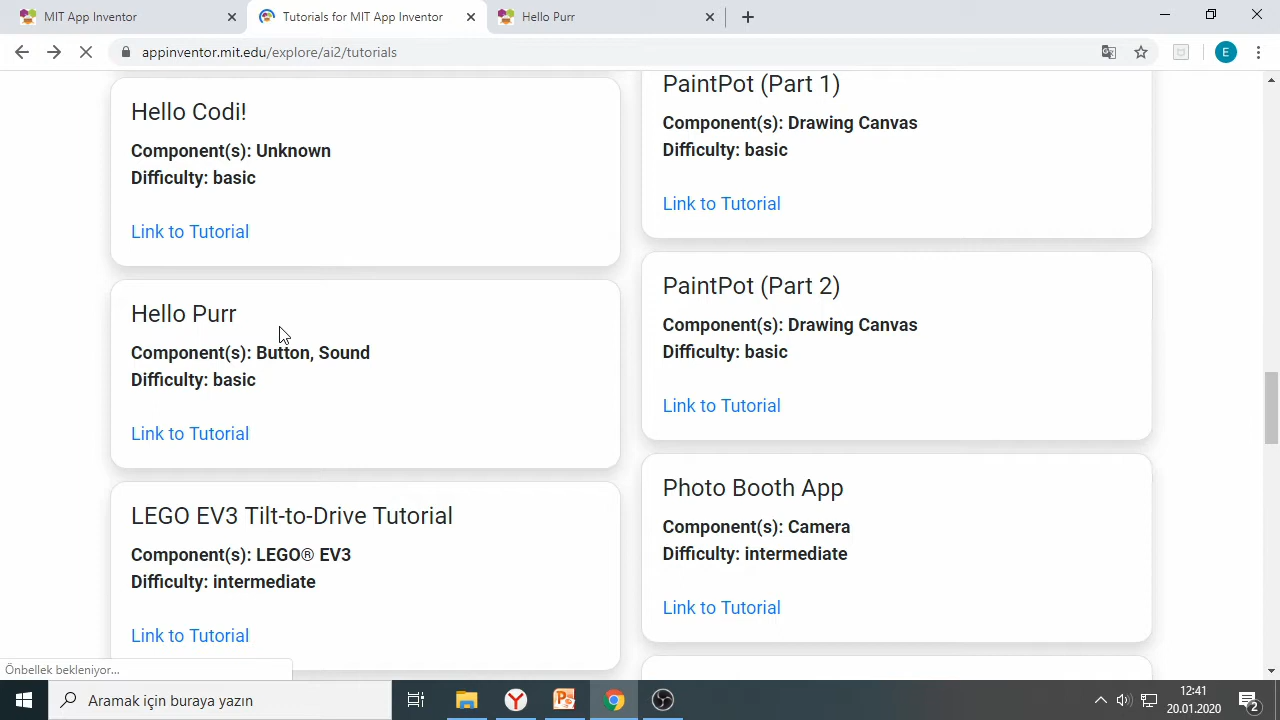 MIT App Inventor
Tutorials for MIT App Inventor
Hello Purr
appinventor.mit.edu/explore/ai2/tutorials
E
Hello Codi!
Component(s): Unknown
Difficulty: basic
Link to Tutorial
Hello Purr
Component(s): Button, Sound
Difficulty: basic
Link to Tutorial
LEGO EV3 Tilt-to-Drive Tutorial
Component(s): LEGO® EV3
Difficulty: intermediate
Link to Tutorial
PaintPot (Part 1)
Component(s): Drawing Canvas
Difficulty: basic
Link to Tutorial
PaintPot (Part 2)
Component(s): Drawing Canvas
Difficulty: basic
Link to Tutorial
Photo Booth App
Component(s): Camera
Difficulty: intermediate
Link to Tutorial
Önbellek bekleniyor...
Aramak için buraya yazın
12:41
20.01.2020
2